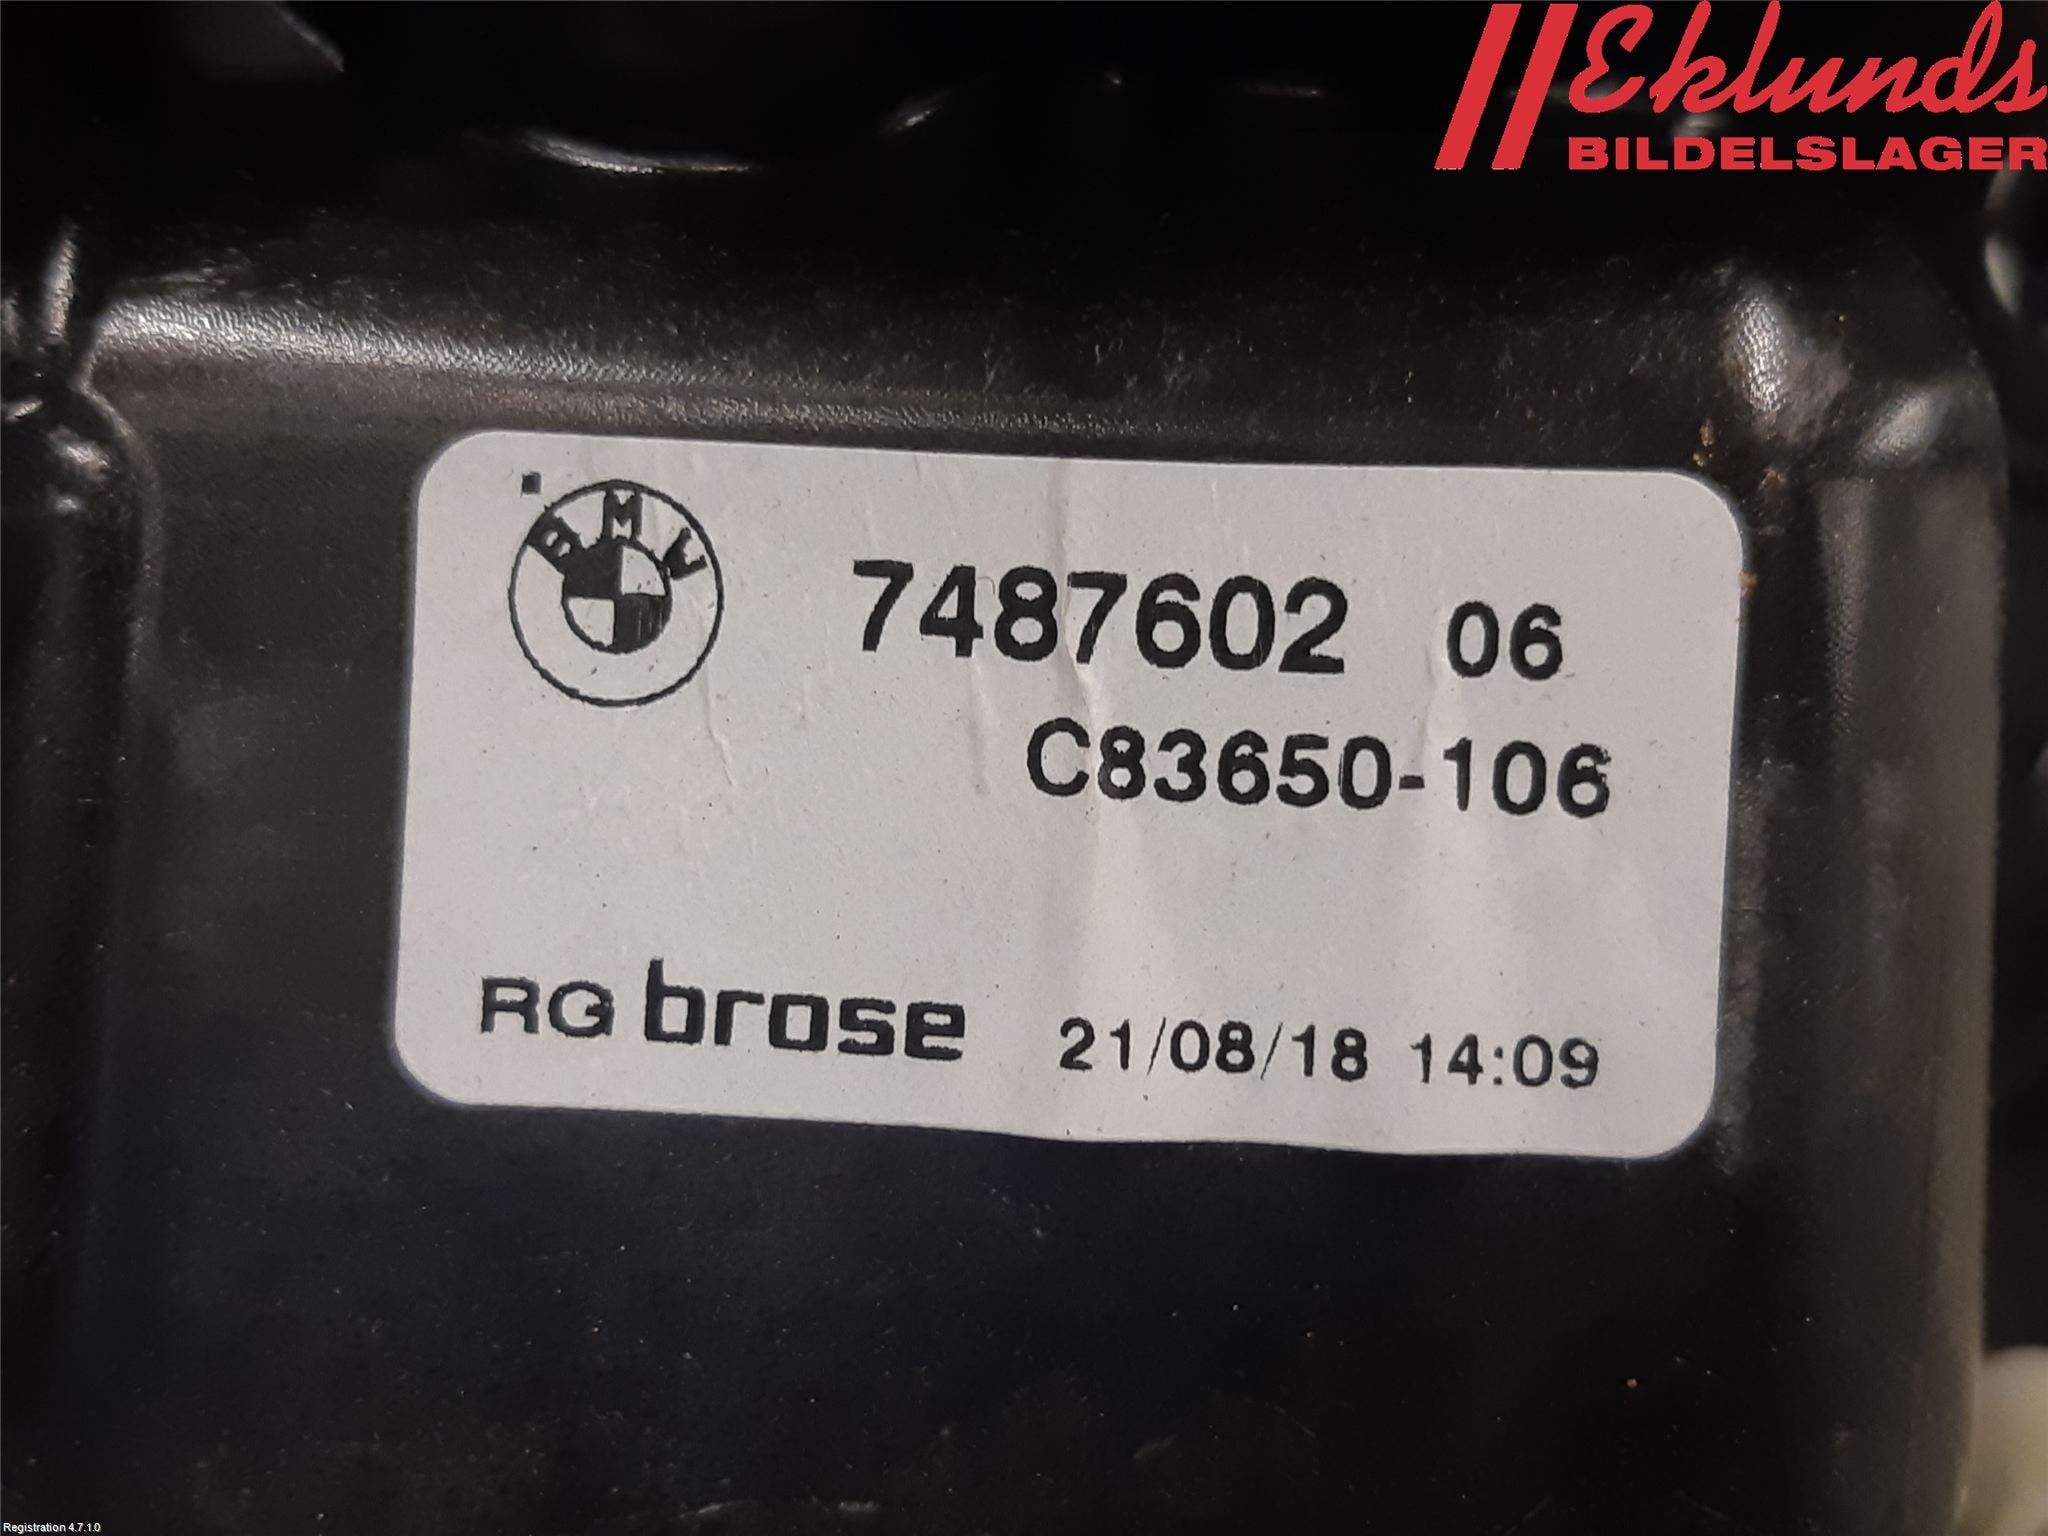 Eklunds
BILDELSLAGER
BMW
7487602 06
C83650-106
RG brose 21/08/18 14:09
Registration 4.7.1.0